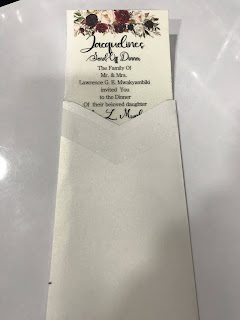 Jacqueline's
Send Off Dinner
The Family Of
Mr. & Mrs.
Lawrence G. E. Mwakyambiki
invited You
to the Dinner
Of their beloved daughter